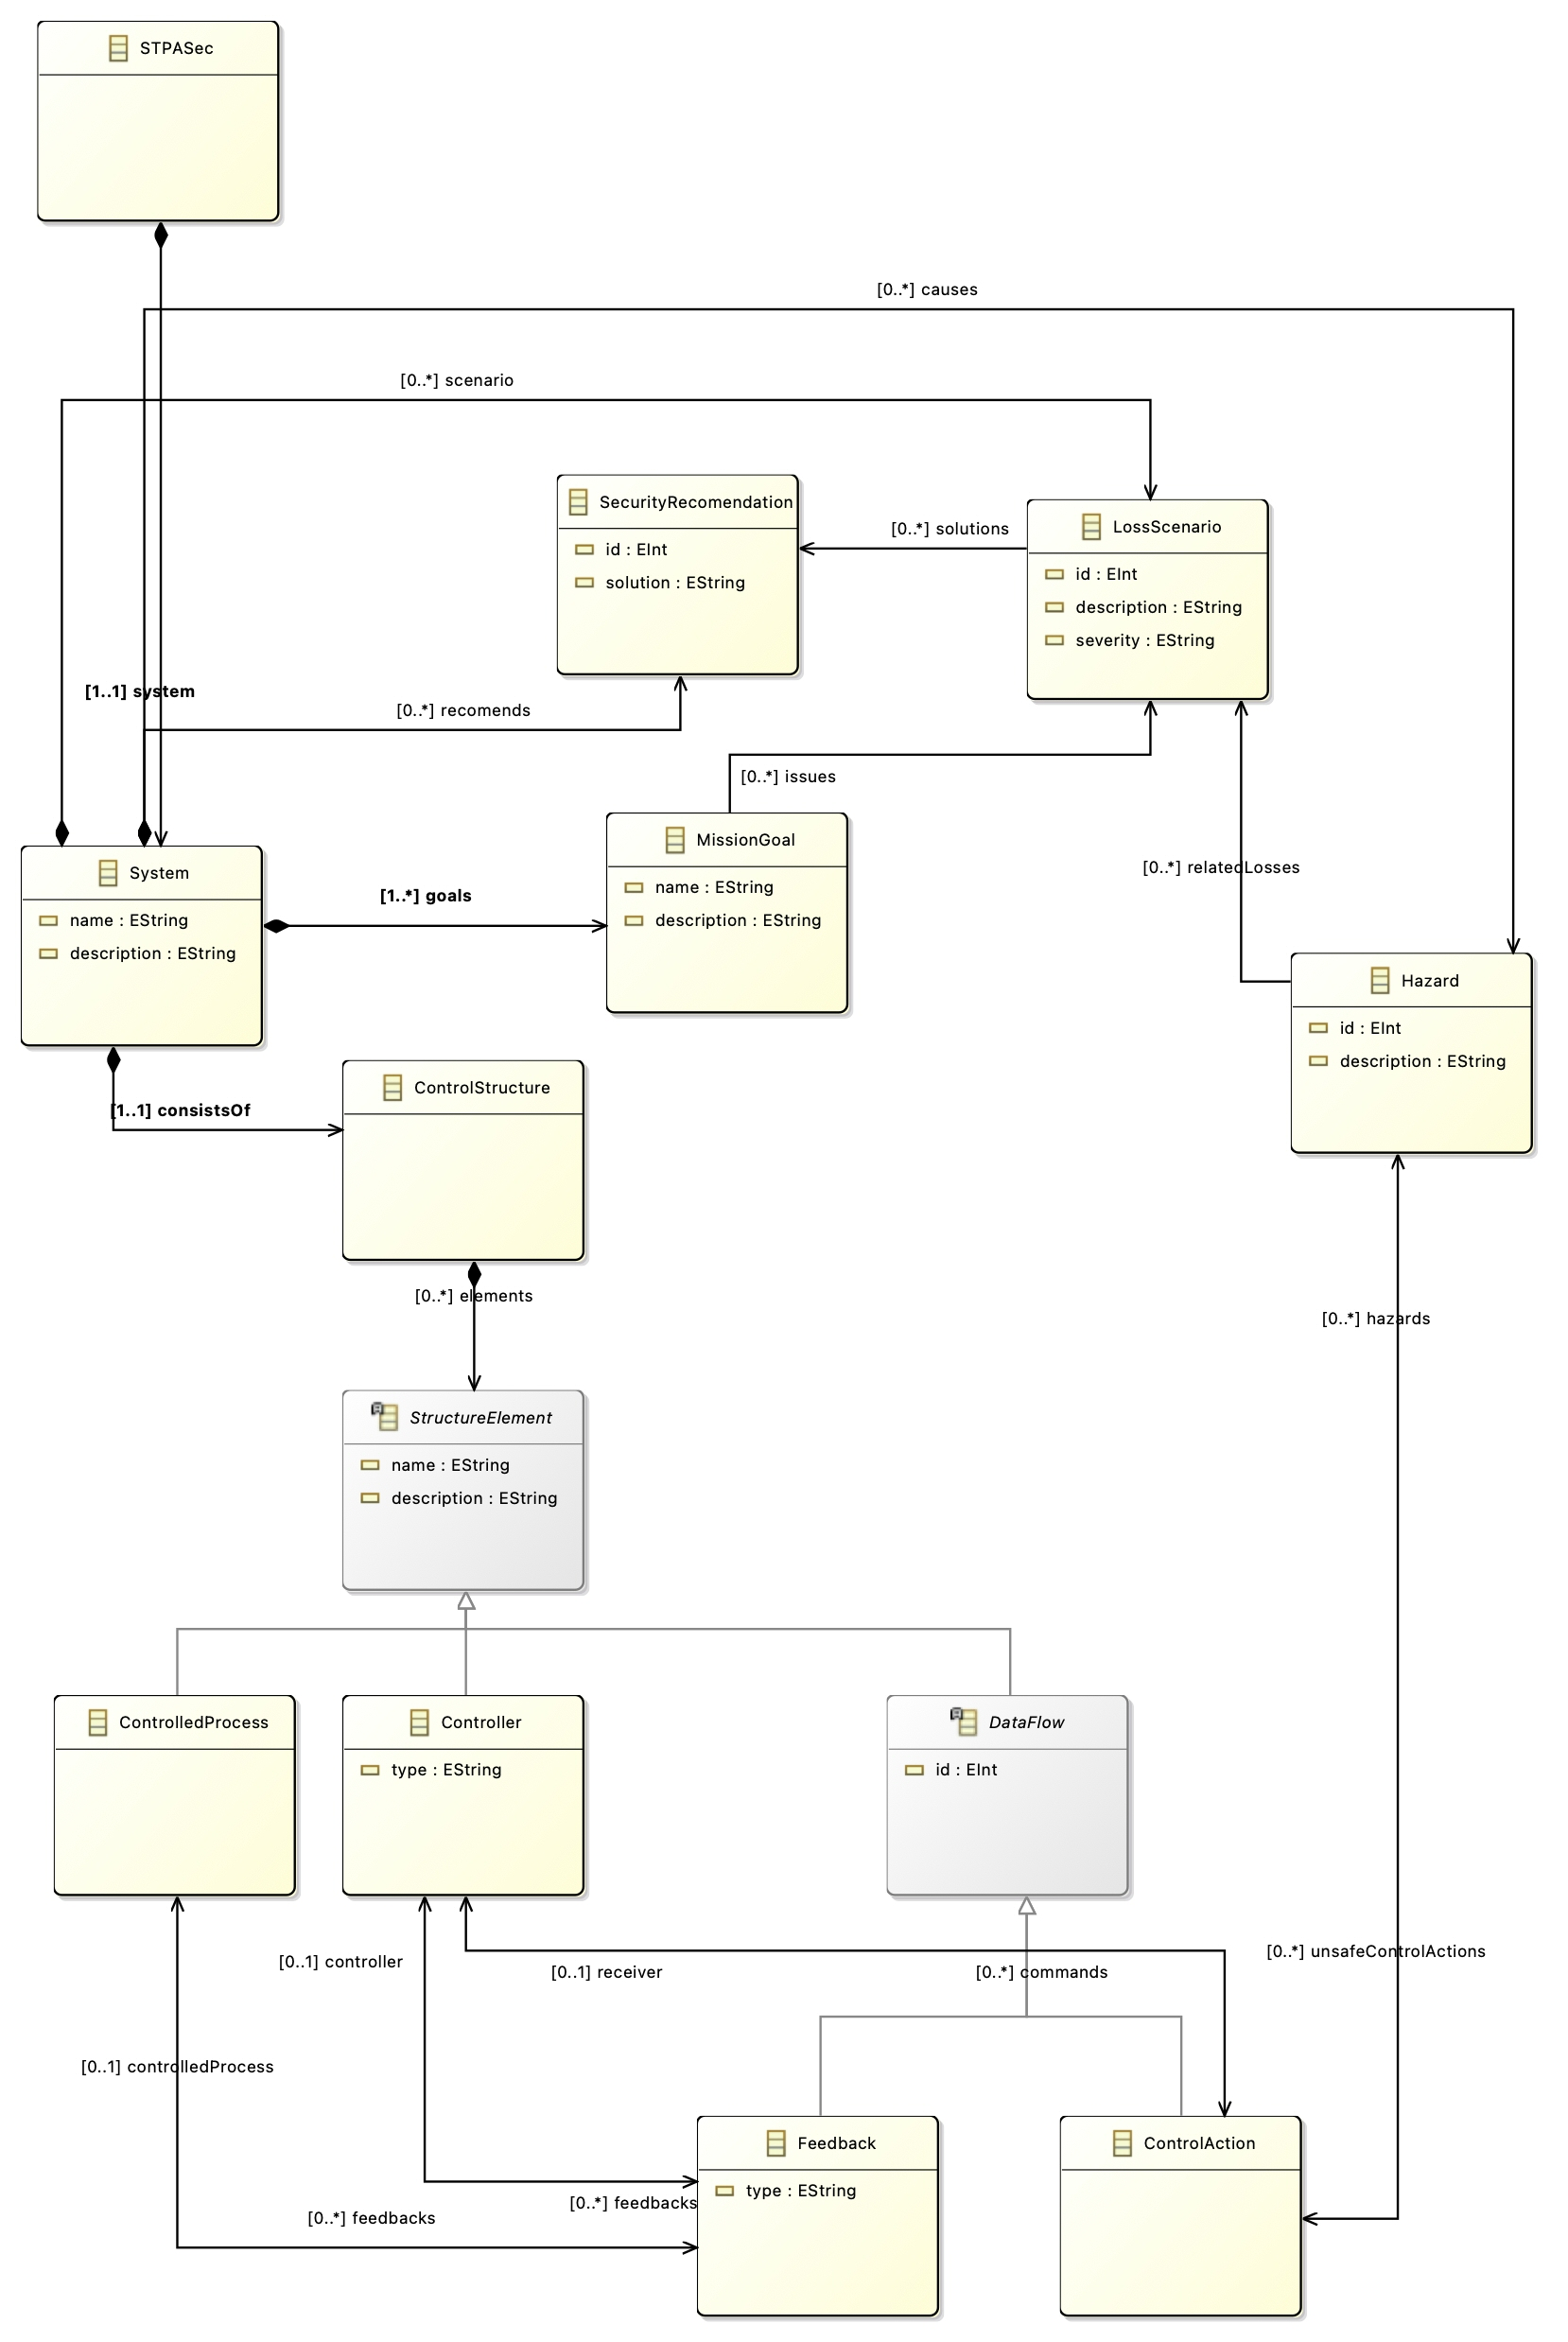 STPASec
[0..*] causes
[0..*] scenario
SecurityRecomendation
id : EInt
solution : EString
[0..*] solutions
LossScenario
id : EInt
description : EString
severity : EString
[1..1] system
[0..*] recomends
[0..*] issues
MissionGoal
name : EString
description : EString
[0..*] relatedLosses
System
name : EString
description : EString
[1..*] goals
Hazard
id : EInt
description : EString
ControlStructure
[1..1] consistsOf
[0..*] elements
[0..*] hazards
StructureElement
name : EString
description : EString
ControlledProcess
Controller
type : EString
DataFlow
id : EInt
[0..1] controller
[0..1] receiver
[0..*] commands
[0..*] unsafeControlActions
[0..1] controlledProcess
Feedback
type : EString
ControlAction
[0..*] feedbacks
[0..*] feedbacks